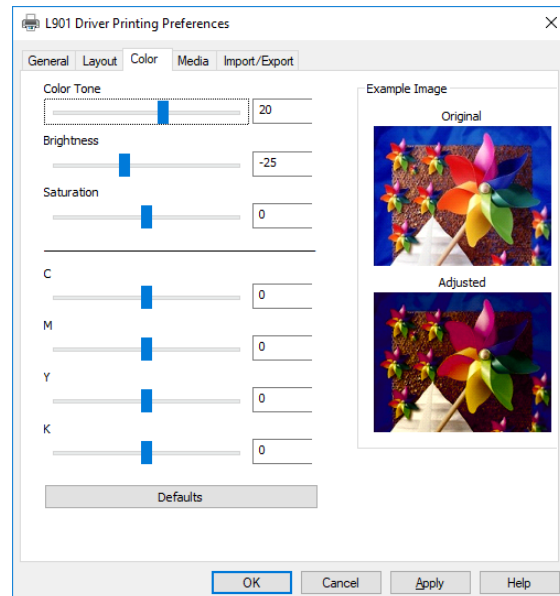 L901 Driver Printing Preferences
General Layout Color Media Import/Export
Color Tone
20
Brightness
-25
Saturation
0
C
0
M
0
Y
0
K
0
Defaults
Example Image
Original
Adjusted
OK Cancel Apply Help